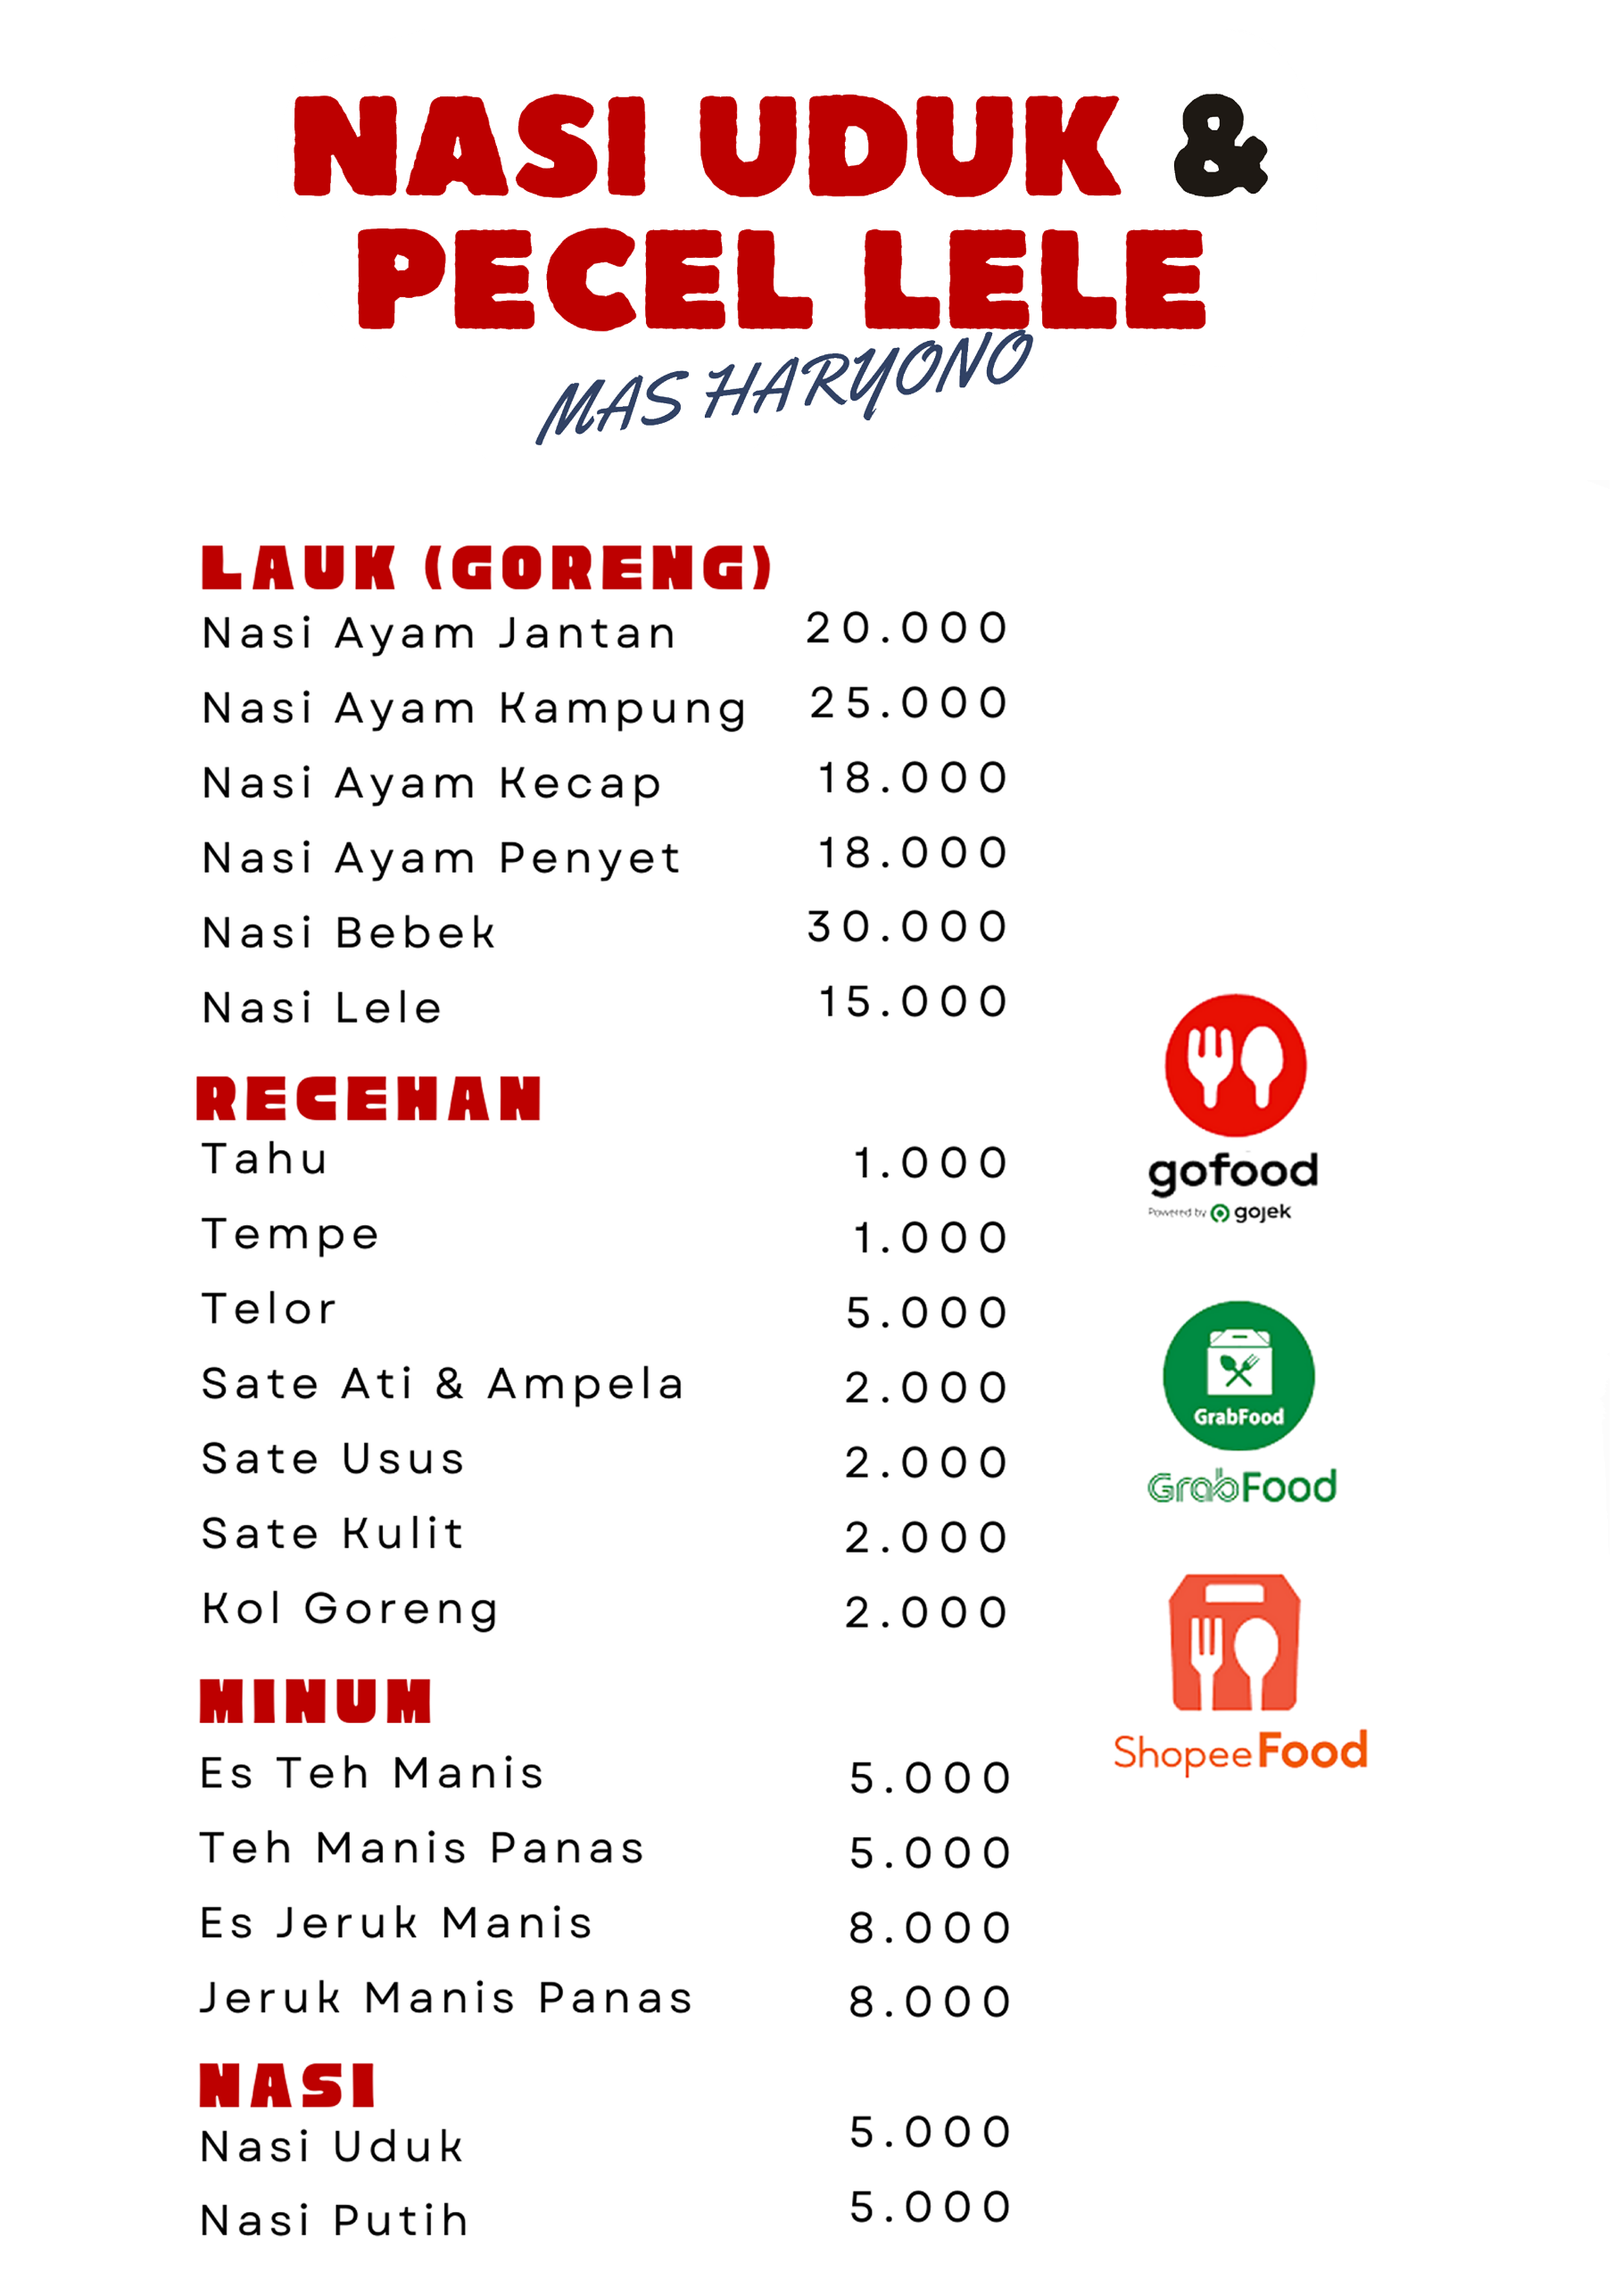 NASI UDUK &
PECEL LELE
MAS HARYONO
LAUK (GORENG)
Nasi Ayam Jantan 20.000
Nasi Ayam Kampung 25.000
Nasi Ayam Kecap 18.000
Nasi Ayam Penyet 18.000
Nasi Bebek 30.000
Nasi Lele 15.000
RECEHAN
Tahu 1.000
Tempe 1.000
Telor 5.000
Sate Ati & Ampela 2.000
Sate Usus 2.000
Sate Kulit 2.000
Kol Goreng 2.000
MINUM
Es Teh Manis 5.000
Teh Manis Panas 5.000
Es Jeruk Manis 8.000
Jeruk Manis Panas 8.000
NASI
Nasi Uduk 5.000
Nasi Putih 5.000
gofood
Powered by gojek
GrabFood
GrabFood
ShopeeFood